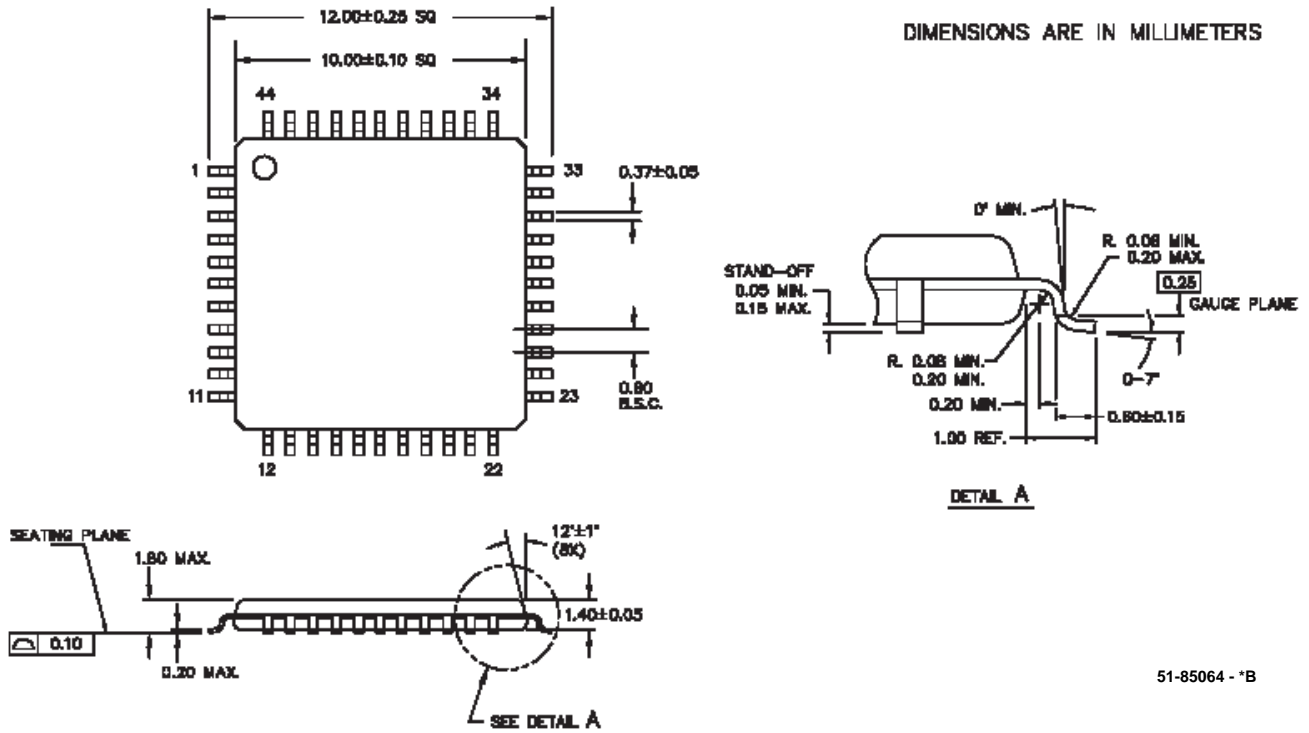 12.00±0.25 SQ
DIMENSIONS ARE IN MILLIMETERS
10.00±0.10 SQ
44
34
1
33
0.37±0.05
0° MIN.
R. 0.08 MIN.
0.20 MAX.
STAND-OFF
0.05 MIN.
0.15 MAX.
0.25
GAUGE PLANE
R. 0.08 MIN.
0.20 MIN.
0-7°
0.80
B.S.C.
11
23
0.20 MIN.
0.60±0.15
1.00 REF.
12
22
DETAIL A
SEATING PLANE
12°±1°
(8X)
1.60 MAX.
1.40±0.05
0.10
0.20 MAX.
51-85064 - *B
SEE DETAIL A